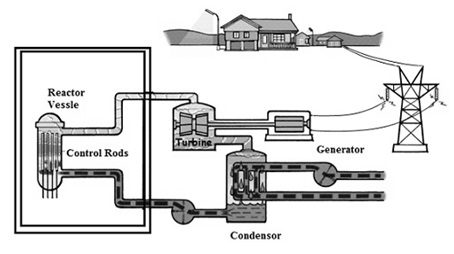 Reactor
Vessle
Control Rods
Turbine
Generator
Condensor